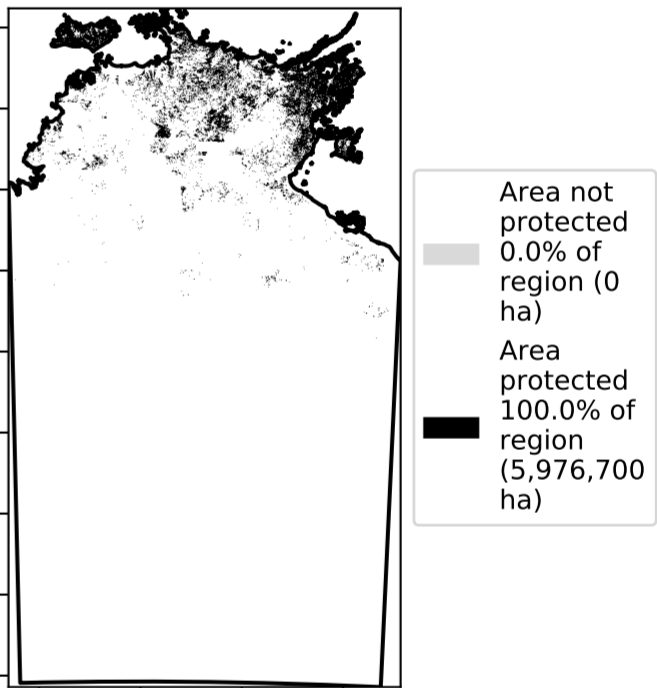 Area not
protected
0.0% of
region (0
ha)
Area
protected
100.0% of
region
(5,976,700
ha)